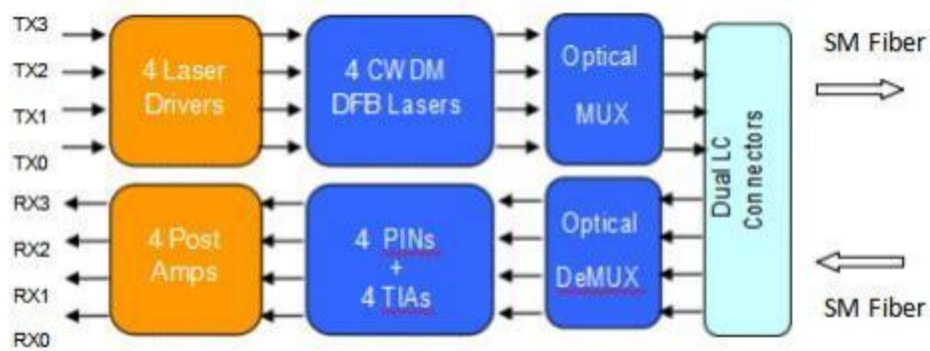 TX3
TX2
TX1
TX0
4 Laser
Drivers
4 CWDM
DFB Lasers
Optical
MUX
Dual LC
Connectors
SM Fiber
RX3
RX2
RX1
RX0
4 Post
Amps
4 PINs
+
4 TIAs
Optical
DeMUX
SM Fiber